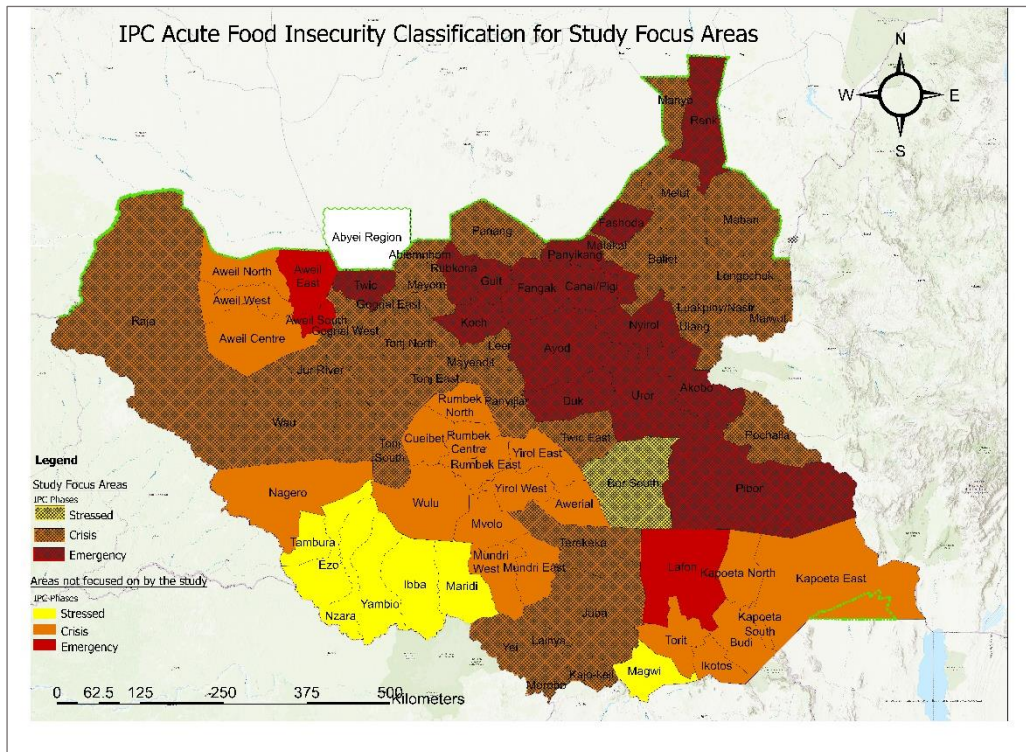 IPC Acute Food Insecurity Classification for Study Focus Areas
N
W
E
S
Manyo
Renk
Melut
Maban
Fashoda
Malakal
Baliet
Longochuk
Abyei Region
Panang
Abiemnhom
Rubkona
Panyikang
Aweil North
Aweil
East
Twic
Mayom
Guit
Fangak
Canal/Pigi
Luakpiny/Nasir
Maiwut
Aweil West
Gogrial East
Raja
Aweil South
Gogrial West
Koch
Nyirol
Ulang
Aweil Centre
Tonj North
Leer
Ayod
Jur River
Mayendit
Tonj East
Akobo
Rumbek
North
Panyijiar
Duk
Uror
Wau
Cueibet
Rumbek
Centre
Twic East
Pochalla
Tonj
South
Rumbek East
Yirol East
Bor South
Pibor
Nagero
Wulu
Yirol West
Awerial
Mvolo
Terekeka
Tambura
Ezo
Mundri
West
Mundri East
Lafon
Kapoeta North
Kapoeta East
Ibba
Maridi
Nzara
Yambio
Juba
Kapoeta
South
Yei
Lainya
Torit
Budi
Ikotos
Magwi
Morobo
Kajo-keji
Legend
Study Focus Areas
IPC Phases
Stressed
Crisis
Emergency
Areas not focused on by the study
IPC-Phases
Stressed
Crisis
Emergency
0 62.5 125 250 375 500
Kilometers